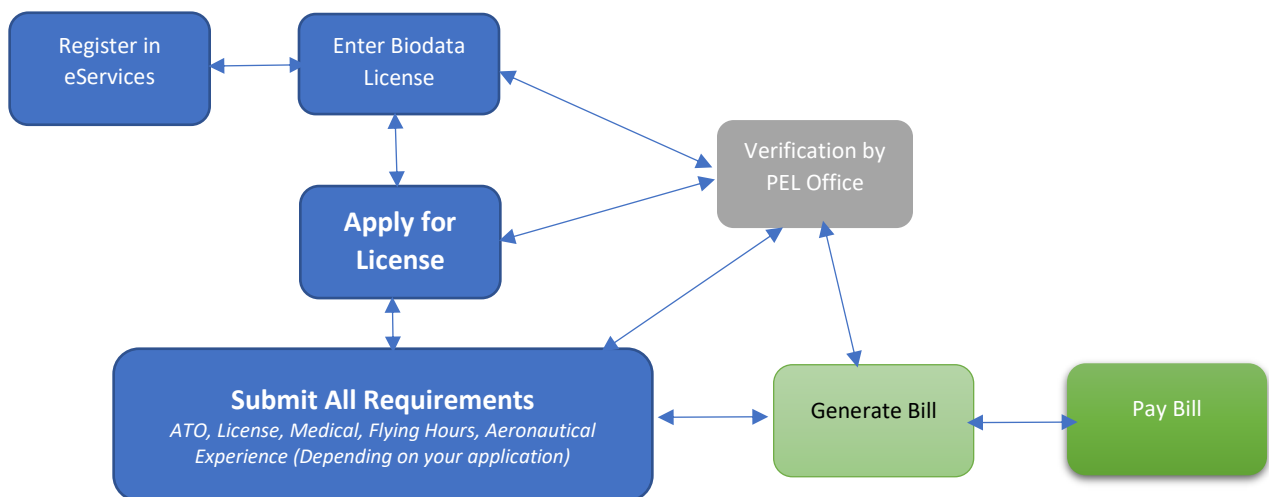 Register in
eServices
Enter Biodata
License
Verification by
PEL Office
Apply for
License
Submit All Requirements
ATO, License, Medical, Flying Hours, Aeronautical
Experience (Depending on your application)
Generate Bill
Pay Bill